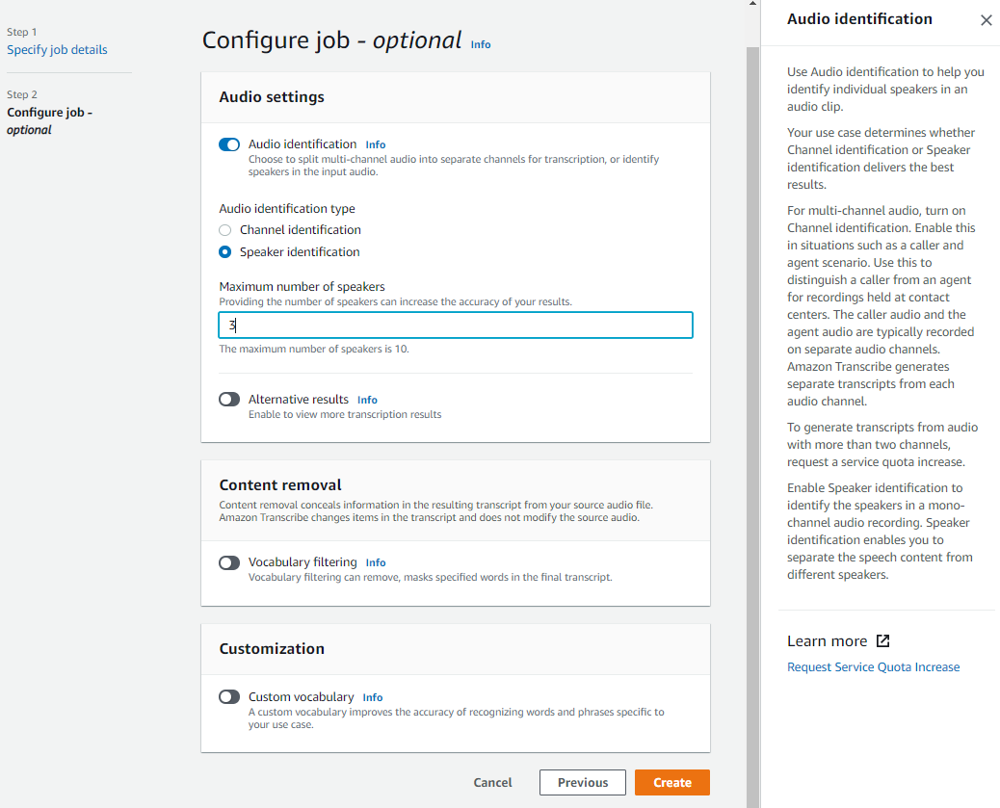 Step 1
Specify job details
Step 2
Configure job -
optional
Configure job - optional Info
Audio settings
Audio identification Info
Choose to split multi-channel audio into separate channels for transcription, or identify
speakers in the input audio.
Audio identification type
Channel identification
Speaker identification
Maximum number of speakers
Providing the number of speakers can increase the accuracy of your results.
3
The maximum number of speakers is 10.
Alternative results Info
Enable to view more transcription results
Content removal
Content removal conceals information in the resulting transcript from your source audio file.
Amazon Transcribe changes items in the transcript and does not modify the source audio.
Vocabulary filtering Info
Vocabulary filtering can remove, masks specified words in the final transcript.
Customization
Custom vocabulary Info
A custom vocabulary improves the accuracy of recognizing words and phrases specific to
your use case.
Cancel
Previous
Create
Audio identification
Use Audio identification to help you
identify individual speakers in an
audio clip.
Your use case determines whether
Channel identification or Speaker
identification delivers the best
results.
For multi-channel audio, turn on
Channel identification. Enable this
in situations such as a caller and
agent scenario. Use this to
distinguish a caller from an agent
for recordings held at contact
centers. The caller audio and the
agent audio are typically recorded
on separate audio channels.
Amazon Transcribe generates
separate transcripts from each
audio channel.
To generate transcripts from audio
with more than two channels,
request a service quota increase.
Enable Speaker identification to
identify the speakers in a mono-
channel audio recording. Speaker
identification enables you to
separate the speech content from
different speakers.
Learn more
Request Service Quota Increase